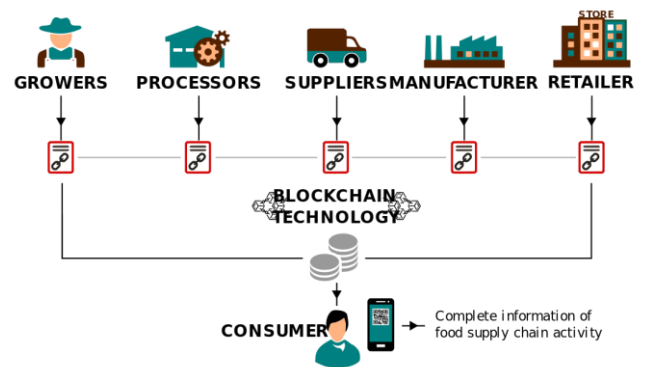 STORE
GROWERS
PROCESSORS
SUPPLIERS
MANUFACTURER
RETAILER
BLOCKCHAIN
TECHNOLOGY
CONSUMER
Complete information of
food supply chain activity